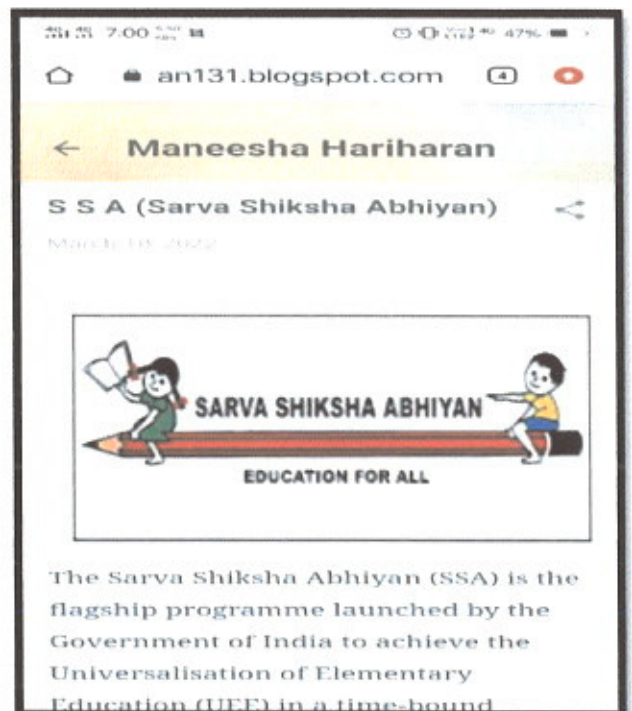 7:00 47%
an131.blogspot.com 4
Maneesha Hariharan
S S A (Sarva Shiksha Abhiyan)
March 2022
SARVA SHIKSHA ABHIYAN
EDUCATION FOR ALL
The Sarva Shiksha Abhiyan (SSA) is the
flagship programme launched by the
Government of India to achieve the
Universalisation of Elementary
Education (UEE) in a time-bound